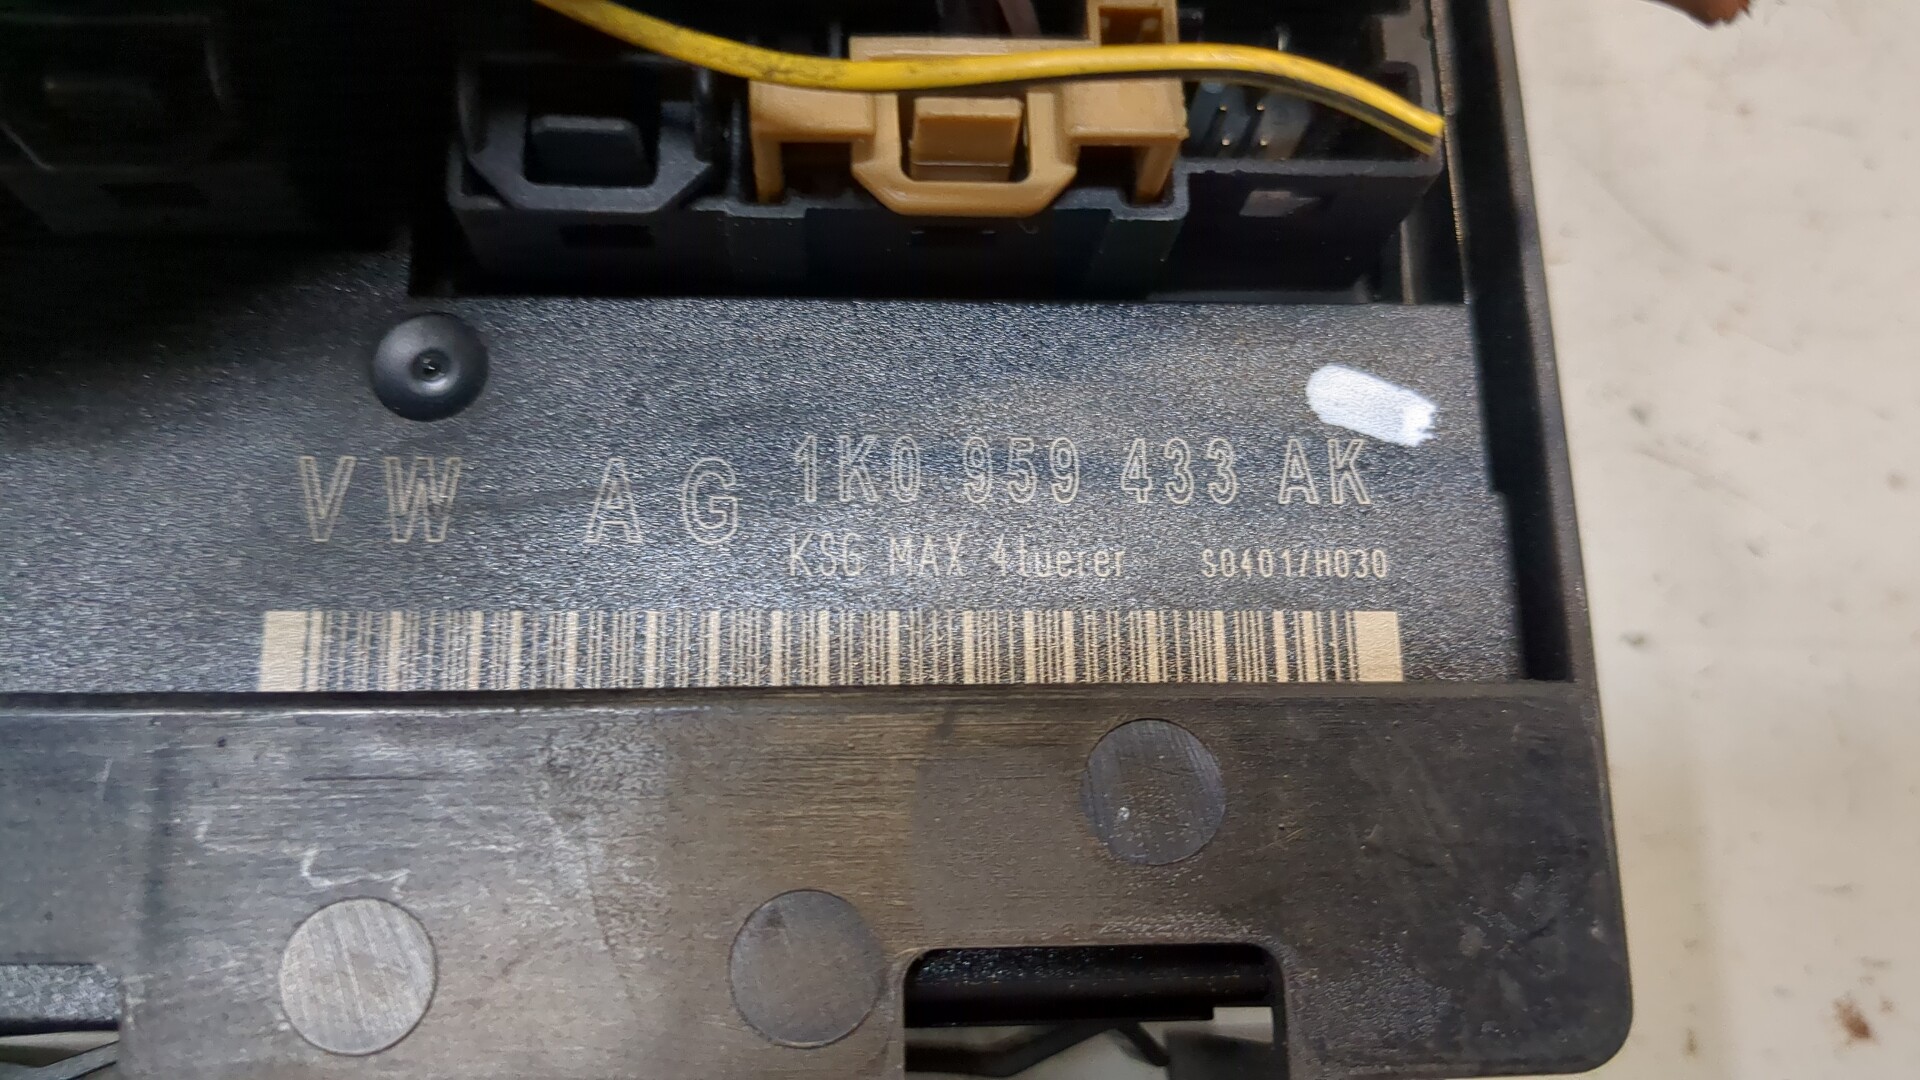 VW AG 1K0 959 433 AK
KSG MAX 4tuerer S0401/H030